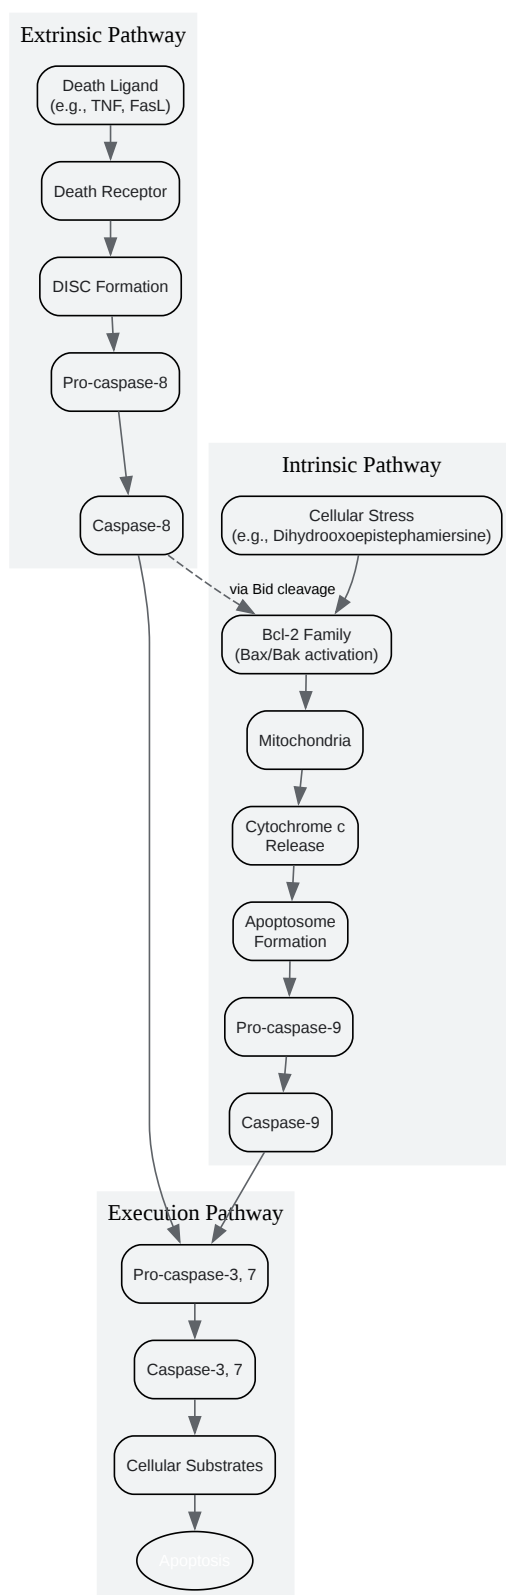 Extrinsic Pathway
Death Ligand
(e.g., TNF, FasL)
Death Receptor
DISC Formation
Pro-caspase-8
Caspase-8
Intrinsic Pathway
Cellular Stress
(e.g., Dihydrooxoepistephamiersine)
via Bid cleavage
Bcl-2 Family
(Bax/Bak activation)
Mitochondria
Cytochrome c
Release
Apoptosome
Formation
Pro-caspase-9
Caspase-9
Execution Pathway
Pro-caspase-3, 7
Caspase-3, 7
Cellular Substrates
Apoptosis